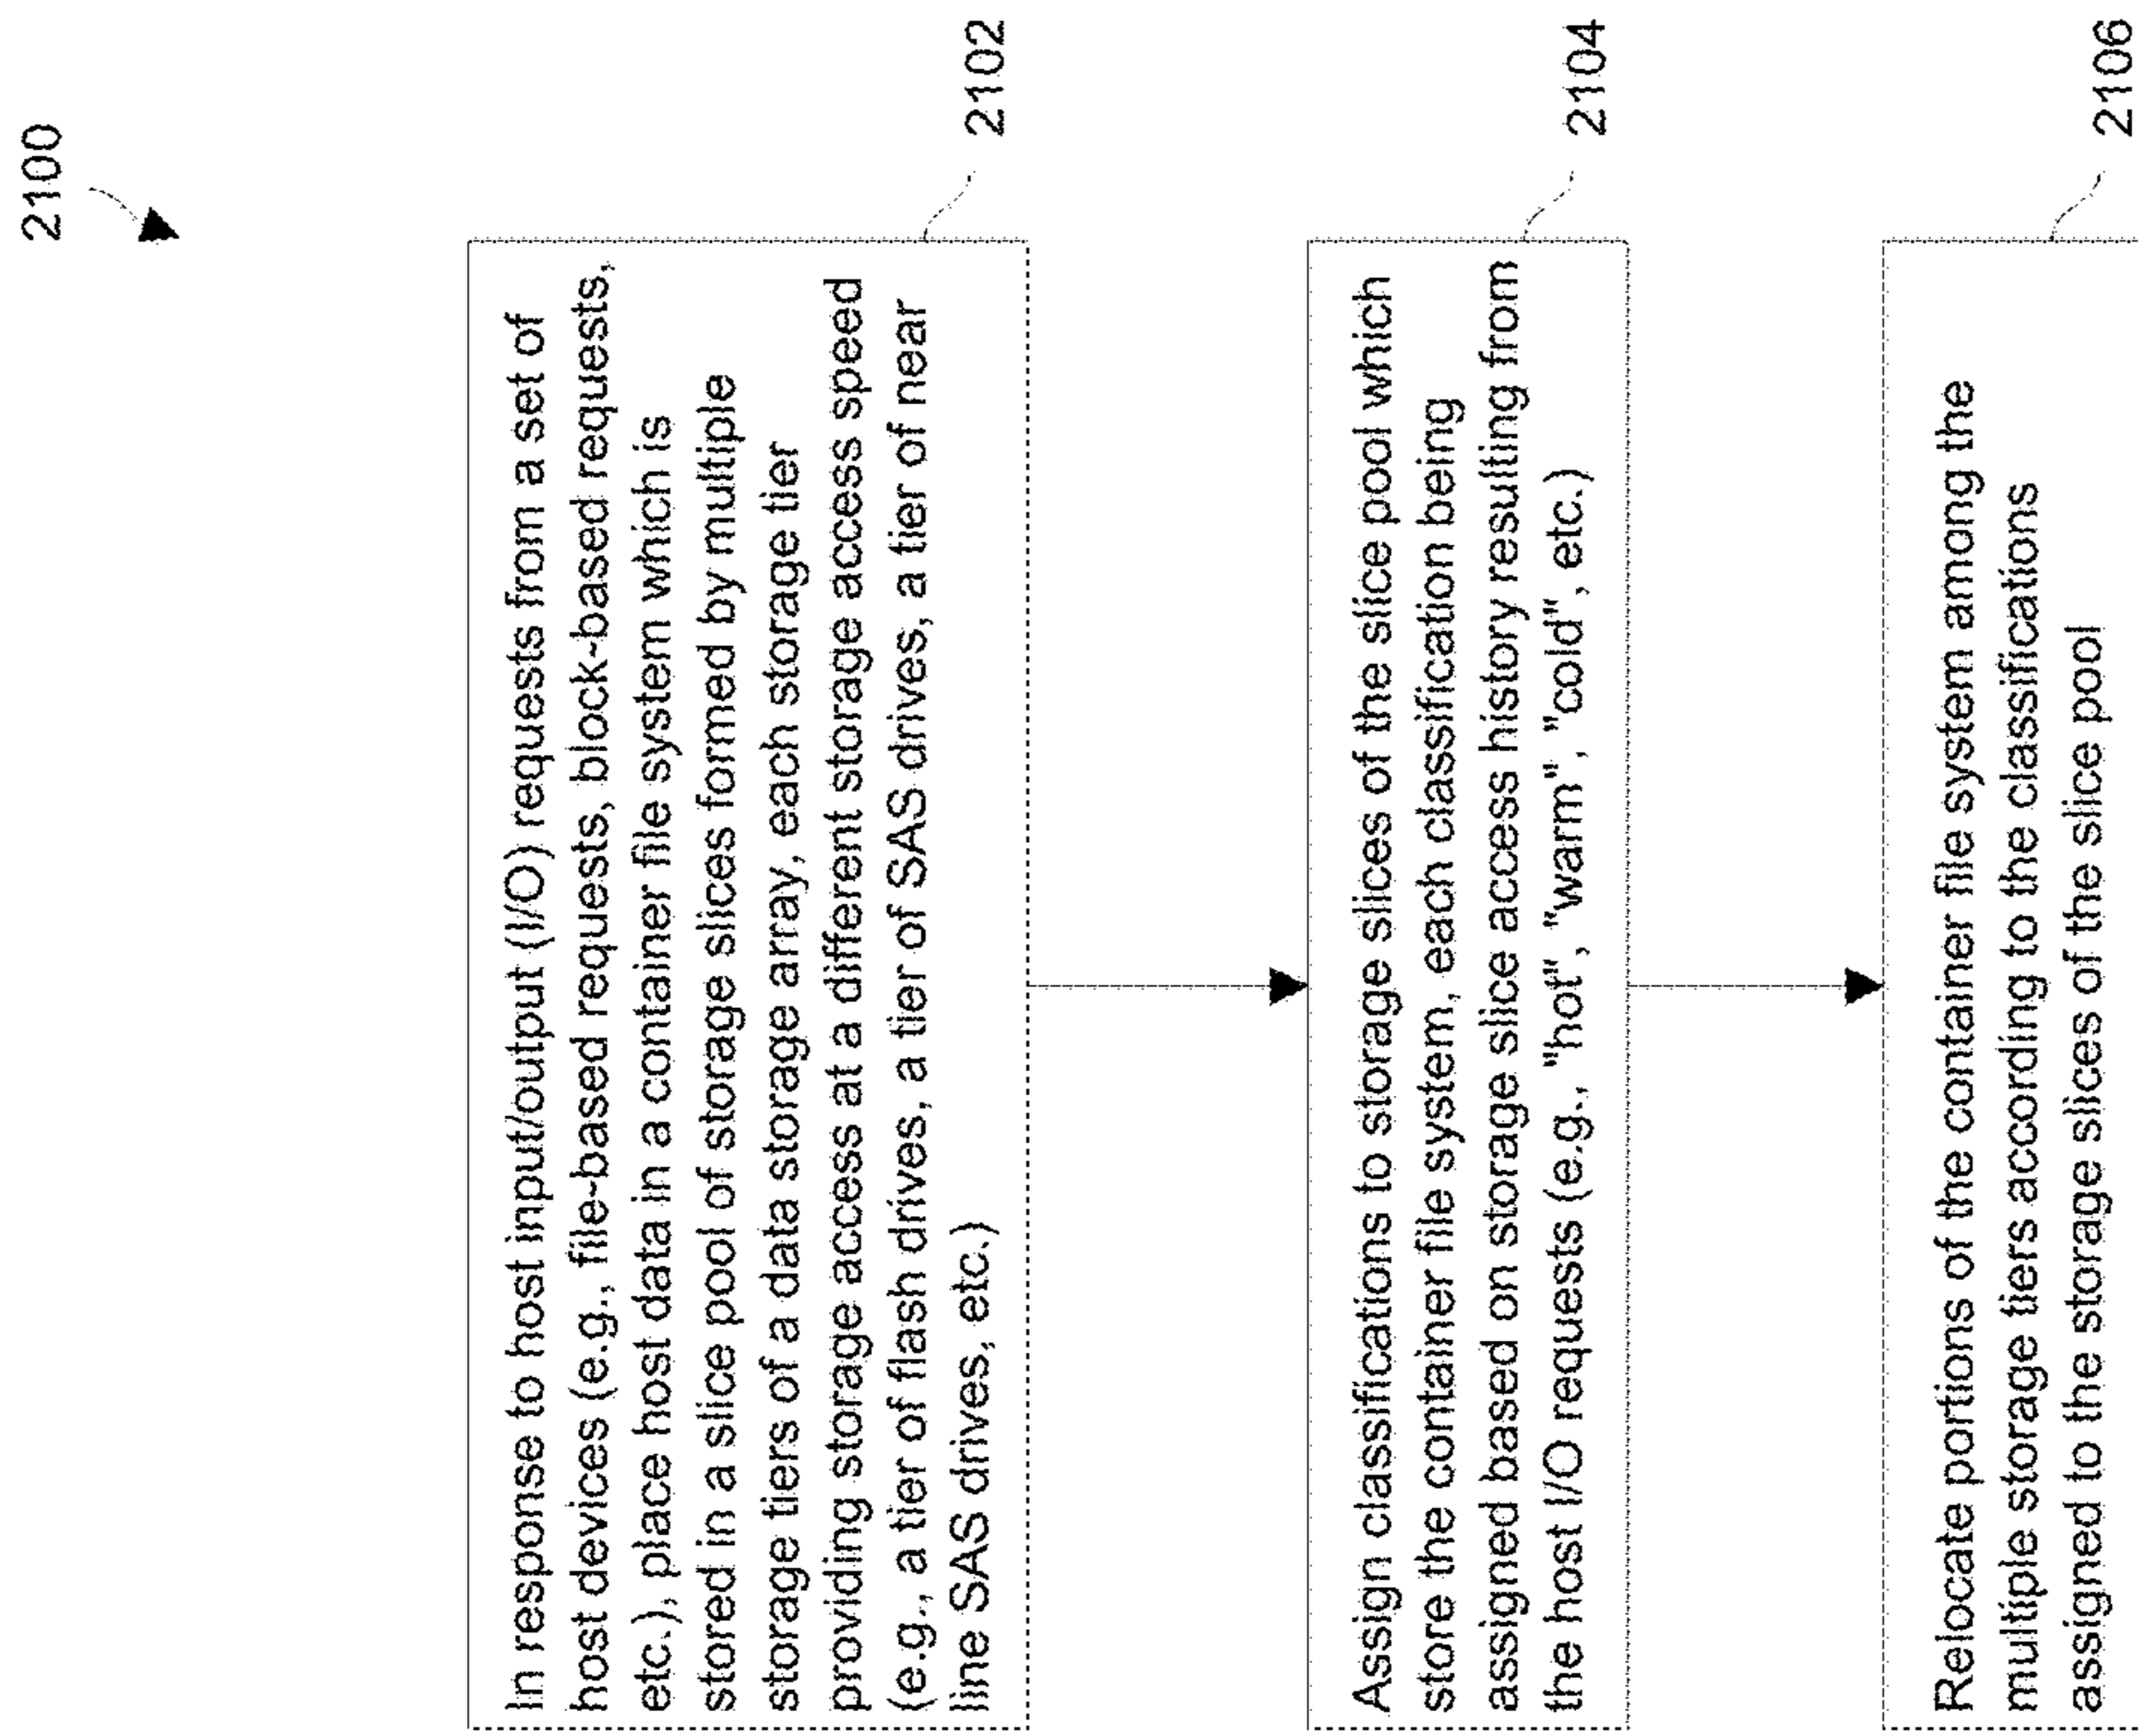 2100
In response to host input/output (I/O) requests from a set of
host devices (e.g., file-based requests, block-based requests,
etc.), place host data in a container file system which is
stored in a slice pool of storage slices formed by multiple
storage tiers of a data storage array, each storage tier
providing storage access at a different storage access speed
(e.g., a tier of flash drives, a tier of SAS drives, a tier of near
line SAS drives, etc.)
2102
Assign classifications to storage slices of the slice pool which
store the container file system, each classification being
assigned based on storage slice access history resulting from
the host I/O requests (e.g., "hot", "warm", "cold", etc.)
2104
Relocate portions of the container file system among the
multiple storage tiers according to the classifications
assigned to the storage slices of the slice pool
2106